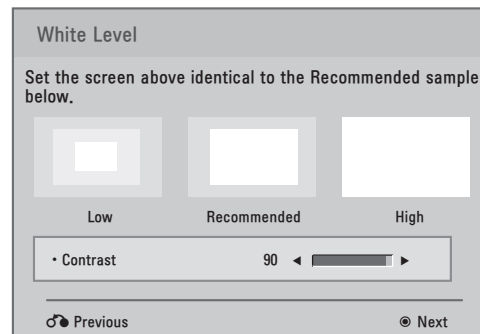 White Level
Set the screen above identical to the Recommended sample
below.
Low Recommended High
• Contrast 90 ◄ ►
Previous ◉ Next